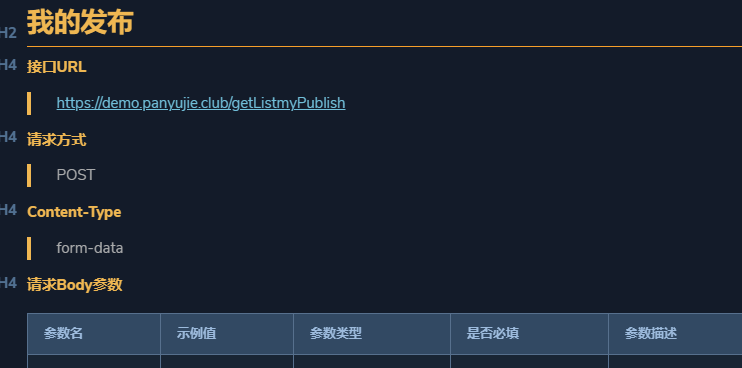 H2 我的发布
H4 接口URL
https://demo.panyujie.club/getListmyPublish
H4 请求方式
POST
H4 Content-Type
form-data
H4 请求Body参数
参数名 示例值 参数类型 是否必填 参数描述